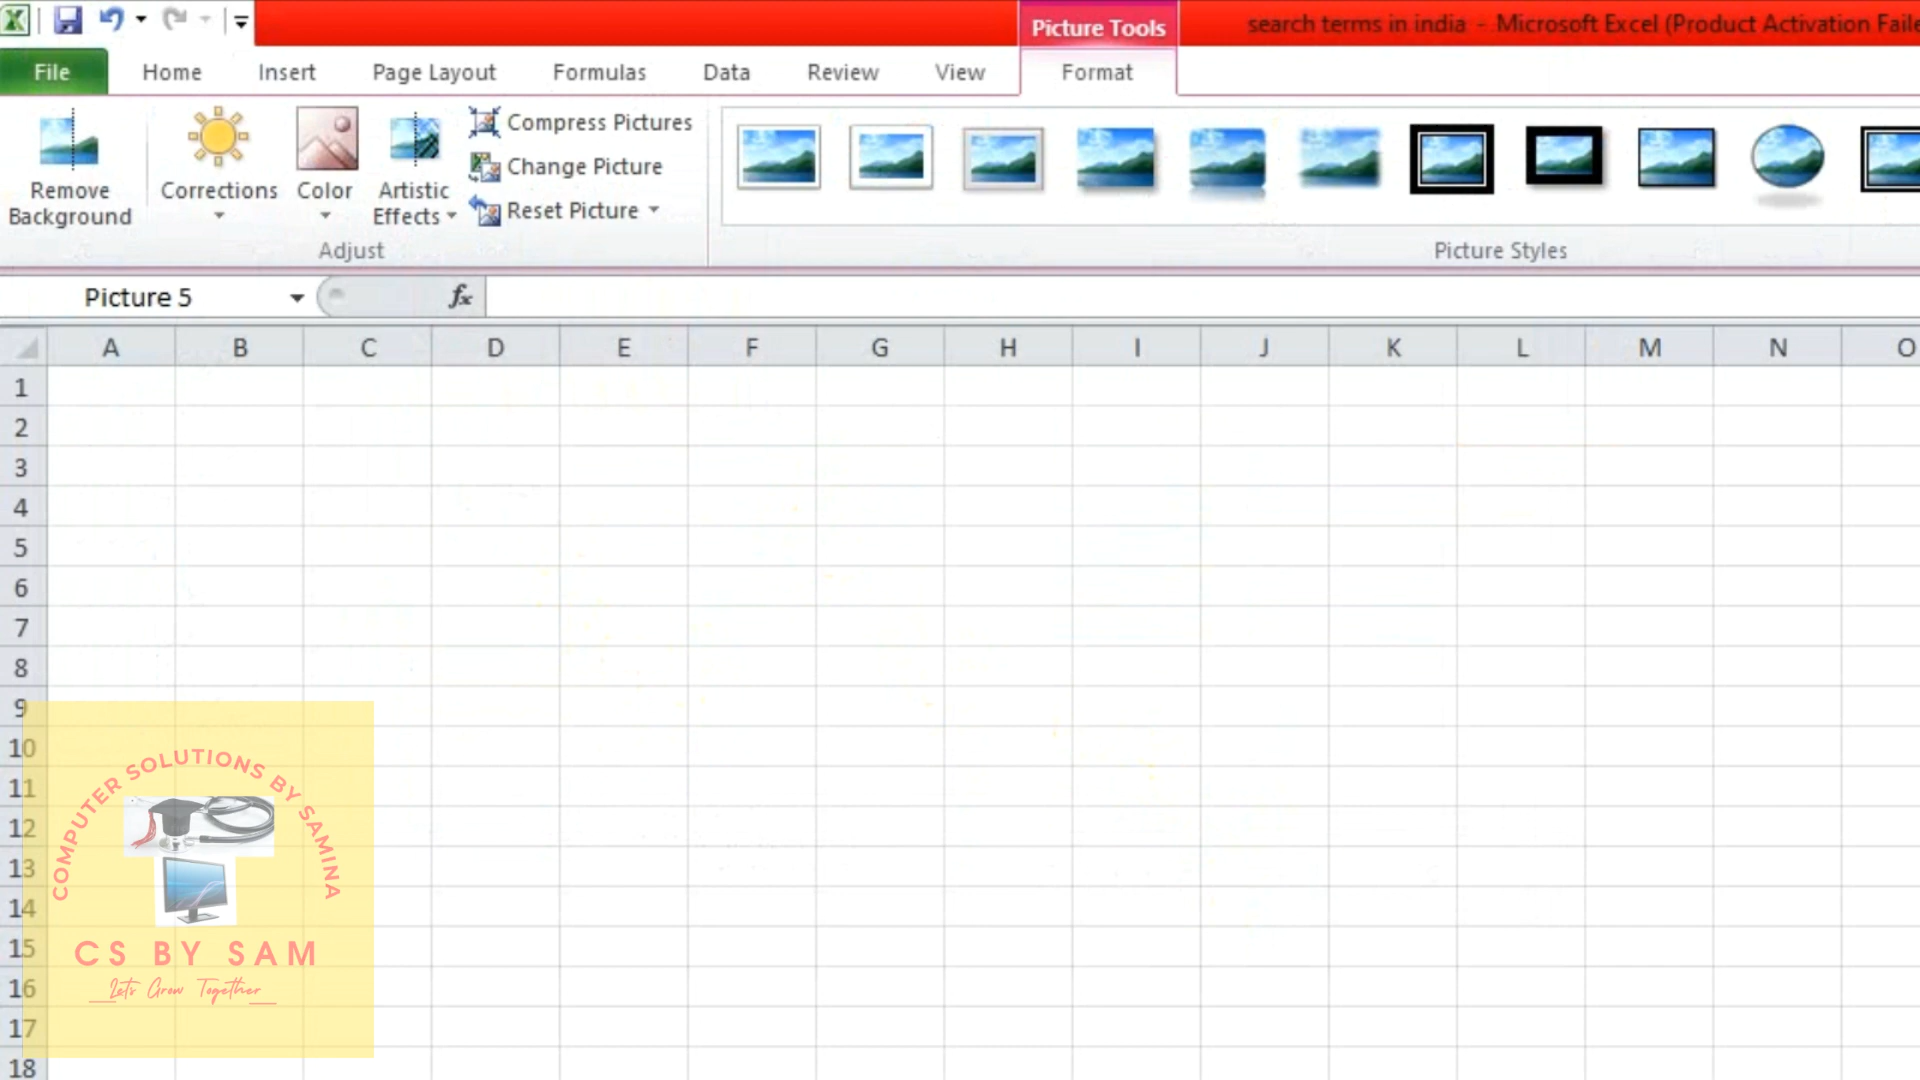 Picture Tools
search terms in india - Microsoft Excel (Product Activation Faile
File Home Insert Page Layout Formulas Data Review View Format
Remove Background
Corrections
Color
Artistic Effects
Compress Pictures
Change Picture
Reset Picture
Adjust
Picture Styles
Picture 5
fx
A B C D E F G H I J K L M N O
1
2
3
4
5
6
7
8
9
10
11
12
13
14
15
16
17
18
COMPUTER SOLUTIONS BY SAMINA
CS BY SAM
Let's Grow Together